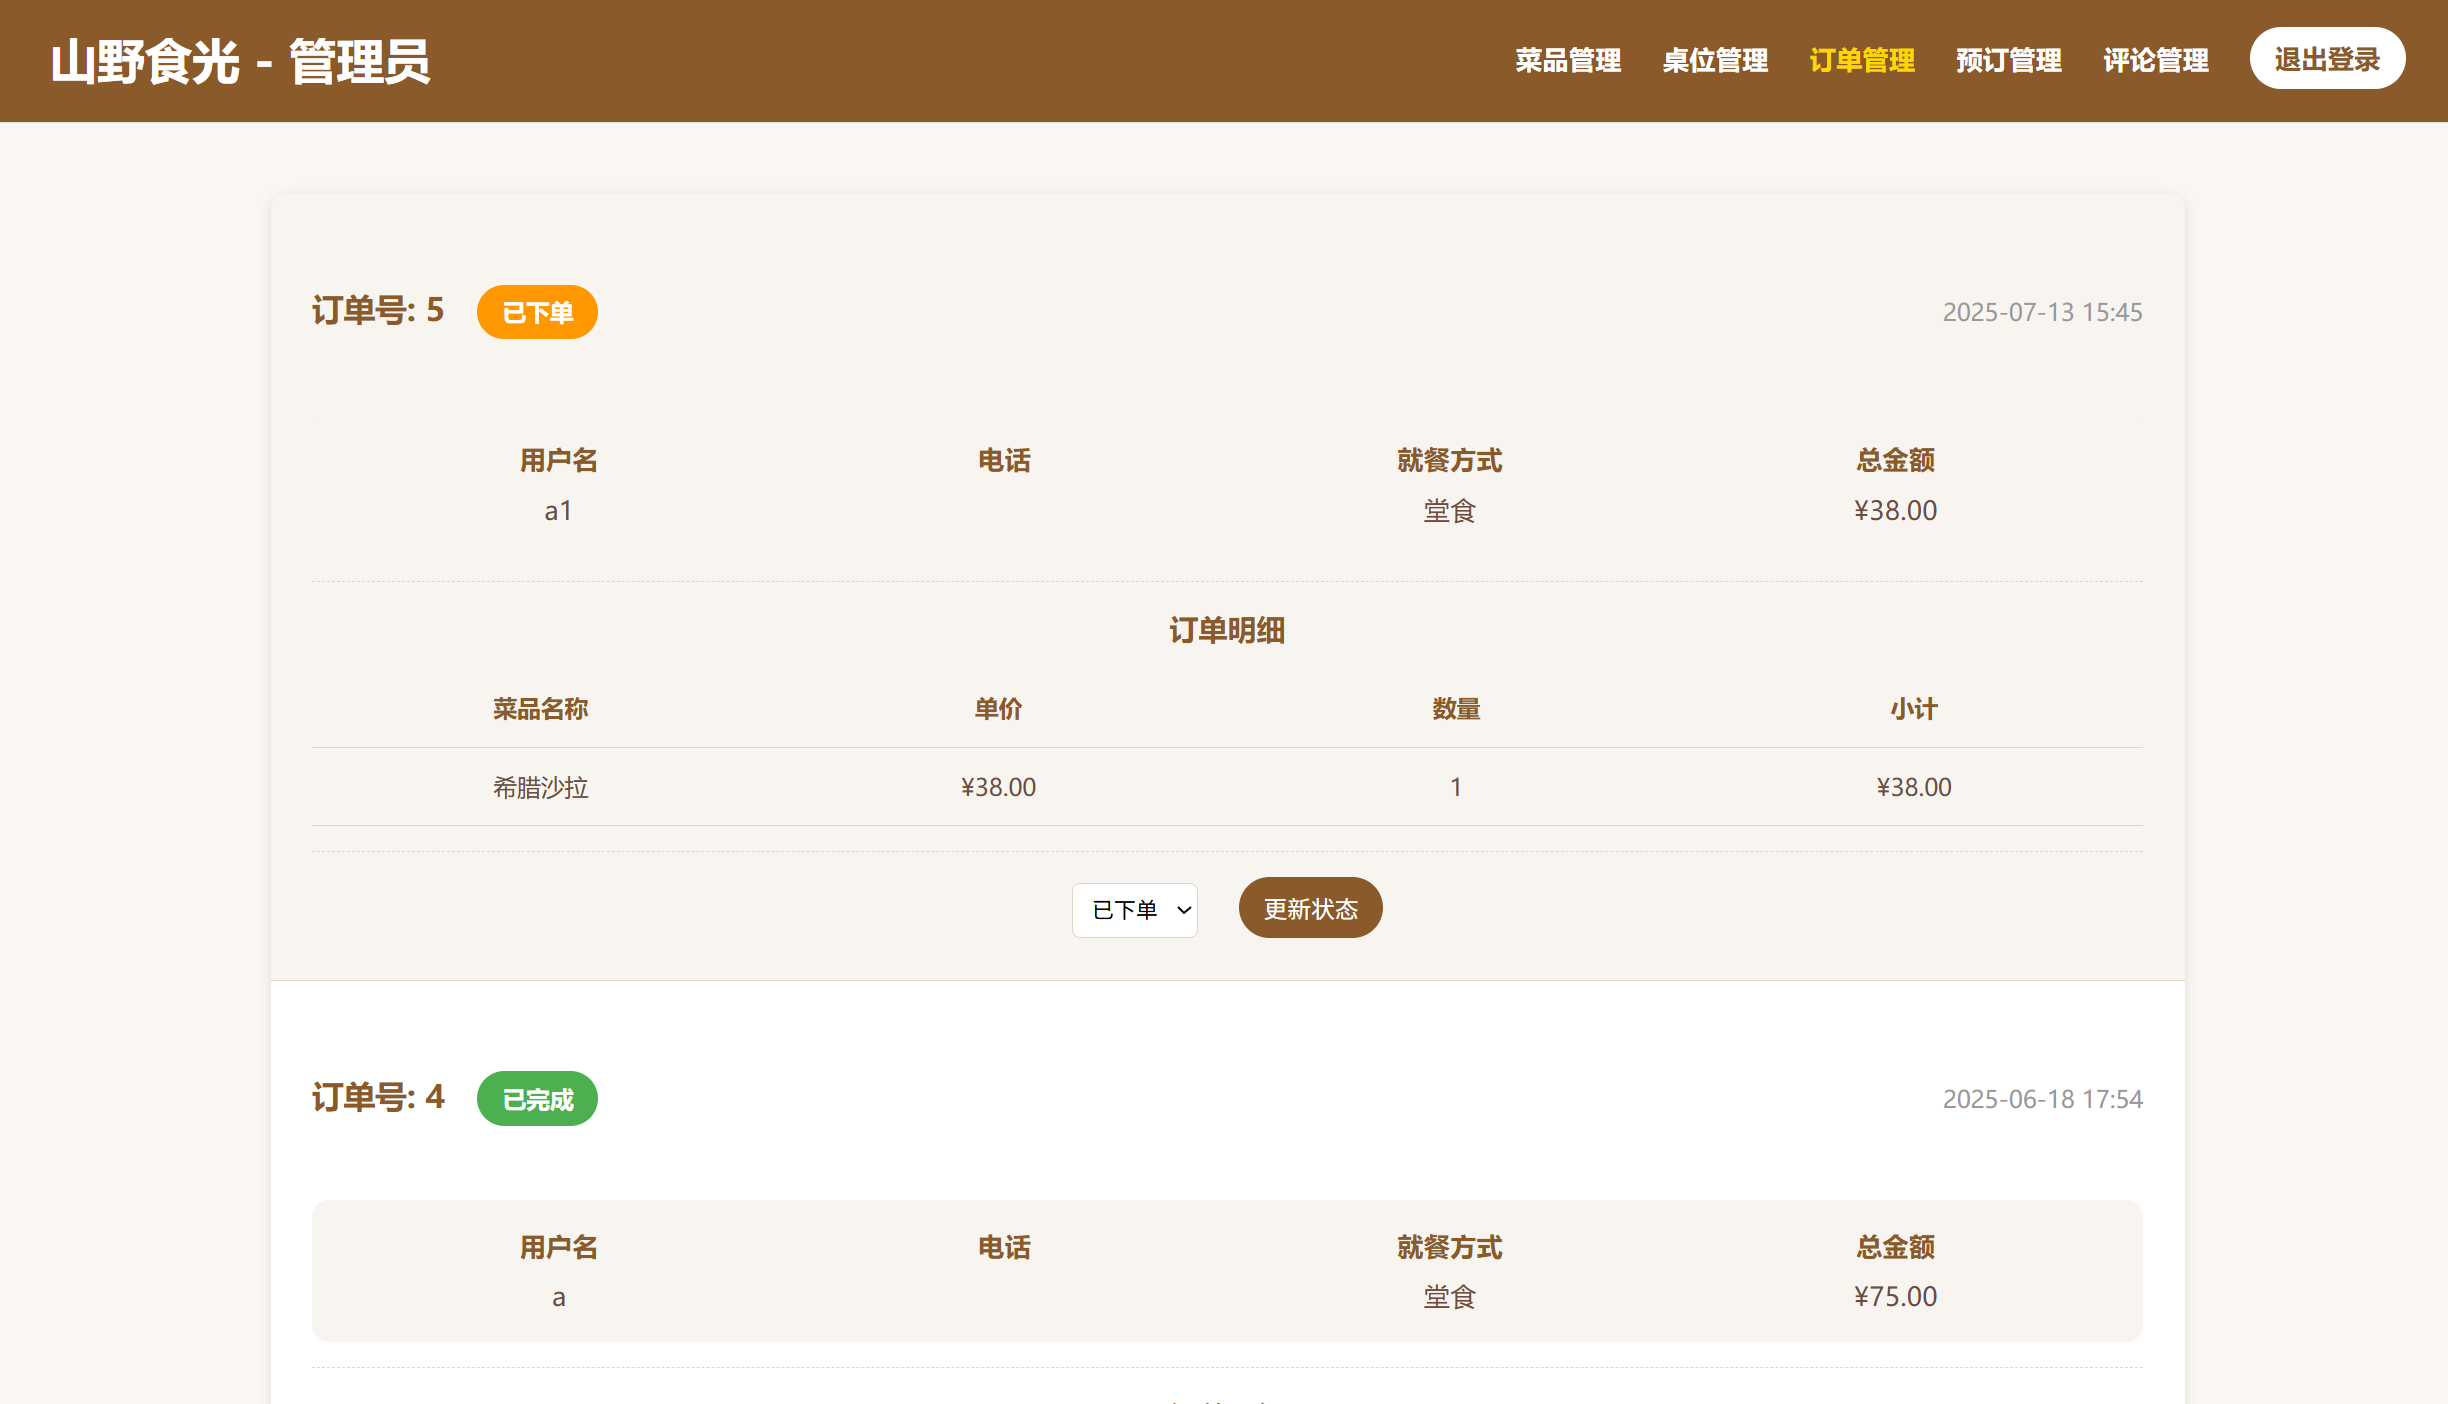 山野食光 - 管理员
菜品管理 桌位管理 订单管理 预订管理 评论管理 退出登录
订单号: 5 已下单 2025-07-13 15:45
用户名 电话 就餐方式 总金额
a1 堂食 ¥38.00
订单明细
菜品名称 单价 数量 小计
希腊沙拉 ¥38.00 1 ¥38.00
已下单 更新状态
订单号: 4 已完成 2025-06-18 17:54
用户名 电话 就餐方式 总金额
a 堂食 ¥75.00